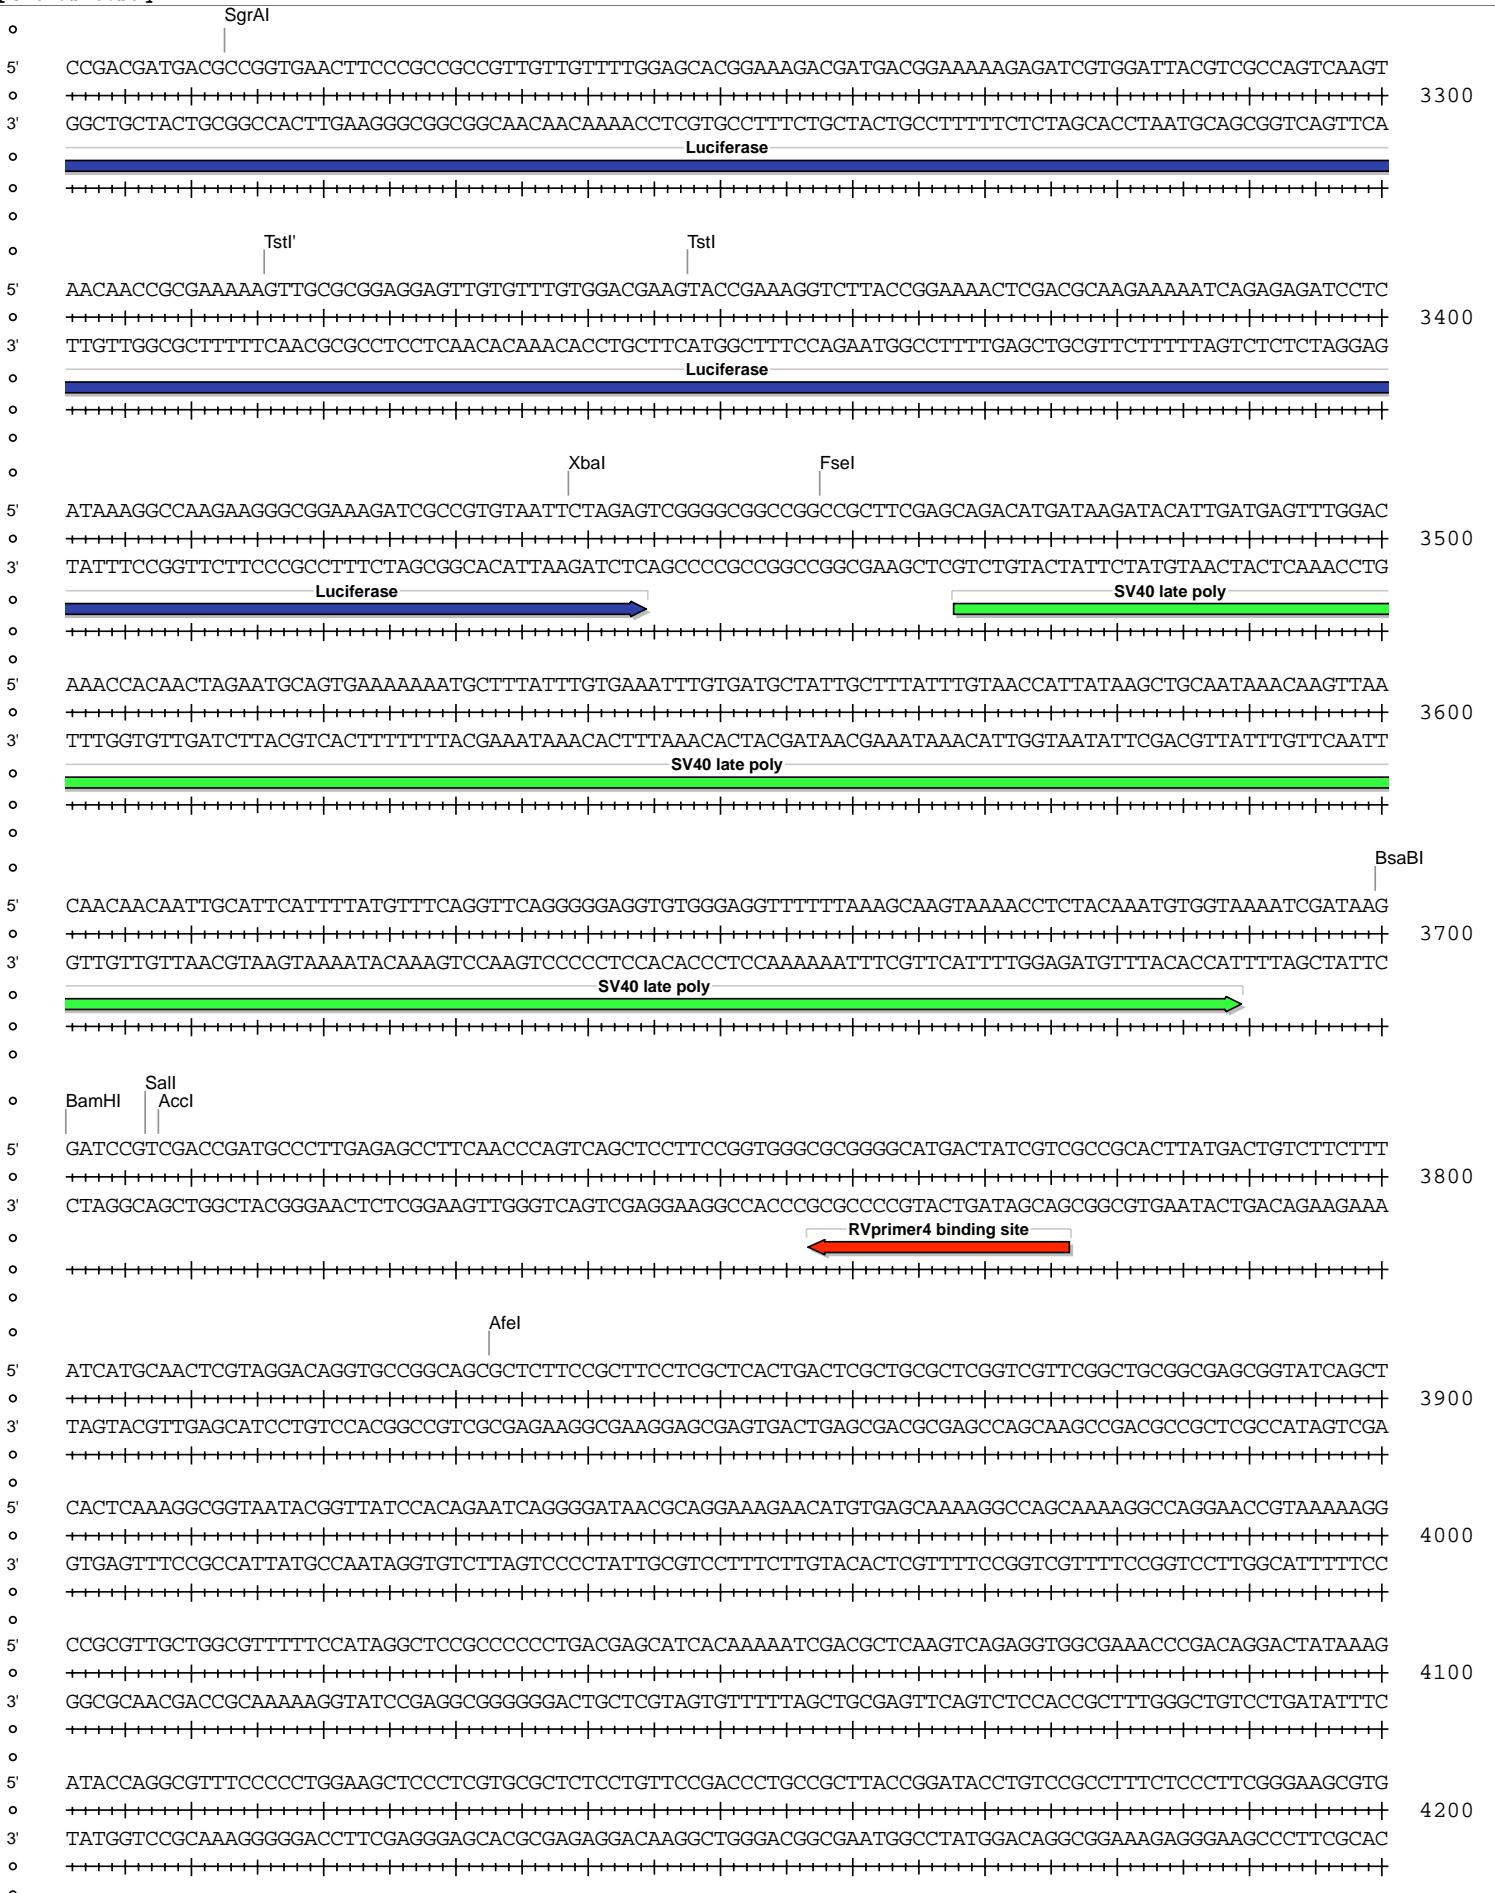 SgrAI
5' CCGACGATGACGCCGGTGAACTTCCCGCCGCCGTTGTTGTTTTGGAGCACGGAAAGACGATGACGGAAAAAGAGATCGTGGATTACGTCGCCAGTCAAGT
3300
3' GGCTGCTACTGCGGCCACTTGAAGGGCGGCGGCAACAACAAAACCTCGTGCCTTTCTGCTACTGCCTTTTTCTCTAGCACCTAATGCAGCGGTCAGTTCA
Luciferase
TstI' TstI
5' AACAACCGCGAAAAAGTTGCGCGGAGGAGTTGTGTTTGTGGACGAAGTACCGAAAGGTCTTACCGGAAAACTCGACGCAAGAAAAATCAGAGAGATCCTC
3400
3' TTGTTGGCGCTTTTTCAACGCGCCTCCTCAACACAAACACCTGCTTCATGGCTTTCCAGAATGGCCTTTTGAGCTGCGTTCTTTTTAGTCTCTCTAGGAG
Luciferase
XbaI FseI
5' ATAAAGGCCAAGAAGGGCGGAAAGATCGCCGTGTAATTCTAGAGTCGGGGCGGCCGGCCGCTTCGAGCAGACATGATAAGATACATTGATGAGTTTGGAC
3500
3' TATTTCCGGTTCTTCCCGCCTTTCTAGCGGCACATTAAGATCTCAGCCCCGCCGGCCGGCGAAGCTCGTCTGTACTATTCTATGTAACTACTCAAACCTG
Luciferase SV40 late poly
5' AAACCACAACTAGAATGCAGTGAAAAAAATGCTTTATTTGTGAAATTTGTGATGCTATTGCTTTATTTGTAACCATTATAAGCTGCAATAAACAAGTTAA
3600
3' TTTGGTGTTGATCTTACGTCACTTTTTTTACGAAATAAACACTTTAAACACTACGATAACGAAATAAACATTGGTAATATTCGACGTTATTTGTTCAATT
SV40 late poly
BsaBI
5' CAACAACAATTGCATTCATTTTATGTTTCAGGTTCAGGGGGAGGTGTGGGAGGTTTTTTAAAGCAAGTAAAACCTCTACAAATGTGGTAAAATCGATAAG
3700
3' GTTGTTGTTAACGTAAGTAAAATACAAAGTCCAAGTCCCCCTCCACACCCTCCAAAAAATTTCGTTCATTTTGGAGATGTTTACACCATTTTAGCTATTC
SV40 late poly
SalI
BamHI AccI
5' GATCCGTCGACCGATGCCCTTGAGAGCCTTCAACCCAGTCAGCTCCTTCCGGTGGGCGCGGGGCATGACTATCGTCGCCGCACTTATGACTGTCTTCTTT
3800
3' CTAGGCAGCTGGCTACGGGAACTCTCGGAAGTTGGGTCAGTCGAGGAAGGCCACCCGCGCCCCGTACTGATAGCAGCGGCGTGAATACTGACAGAAGAAA
RVprimer4 binding site
AfeI
5' ATCATGCAACTCGTAGGACAGGTGCCGGCAGCGCTCTTCCGCTTCCTCGCTCACTGACTCGCTGCGCTCGGTCGTTCGGCTGCGGCGAGCGGTATCAGCT
3900
3' TAGTACGTTGAGCATCCTGTCCACGGCCGTCGCGAGAAGGCGAAGGAGCGAGTGACTGAGCGACGCGAGCCAGCAAGCCGACGCCGCTCGCCATAGTCGA
5' CACTCAAAGGCGGTAATACGGTTATCCACAGAATCAGGGGATAACGCAGGAAAGAACATGTGAGCAAAAGGCCAGCAAAAGGCCAGGAACCGTAAAAAGG
4000
3' GTGAGTTTCCGCCATTATGCCAATAGGTGTCTTAGTCCCCTATTGCGTCCTTTCTTGTACACTCGTTTTCCGGTCGTTTTCCGGTCCTTGGCATTTTTCC
5' CCGCGTTGCTGGCGTTTTTCCATAGGCTCCGCCCCCCTGACGAGCATCACAAAAATCGACGCTCAAGTCAGAGGTGGCGAAACCCGACAGGACTATAAAG
4100
3' GGCGCAACGACCGCAAAAAGGTATCCGAGGCGGGGGGACTGCTCGTAGTGTTTTTAGCTGCGAGTTCAGTCTCCACCGCTTTGGGCTGTCCTGATATTTC
5' ATACCAGGCGTTTCCCCCTGGAAGCTCCCTCGTGCGCTCTCCTGTTCCGACCCTGCCGCTTACCGGATACCTGTCCGCCTTTCTCCCTTCGGGAAGCGTG
4200
3' TATGGTCCGCAAAGGGGGACCTTCGAGGGAGCACGCGAGAGGACAAGGCTGGGACGGCGAATGGCCTATGGACAGGCGGAAAGAGGGAAGCCCTTCGCAC